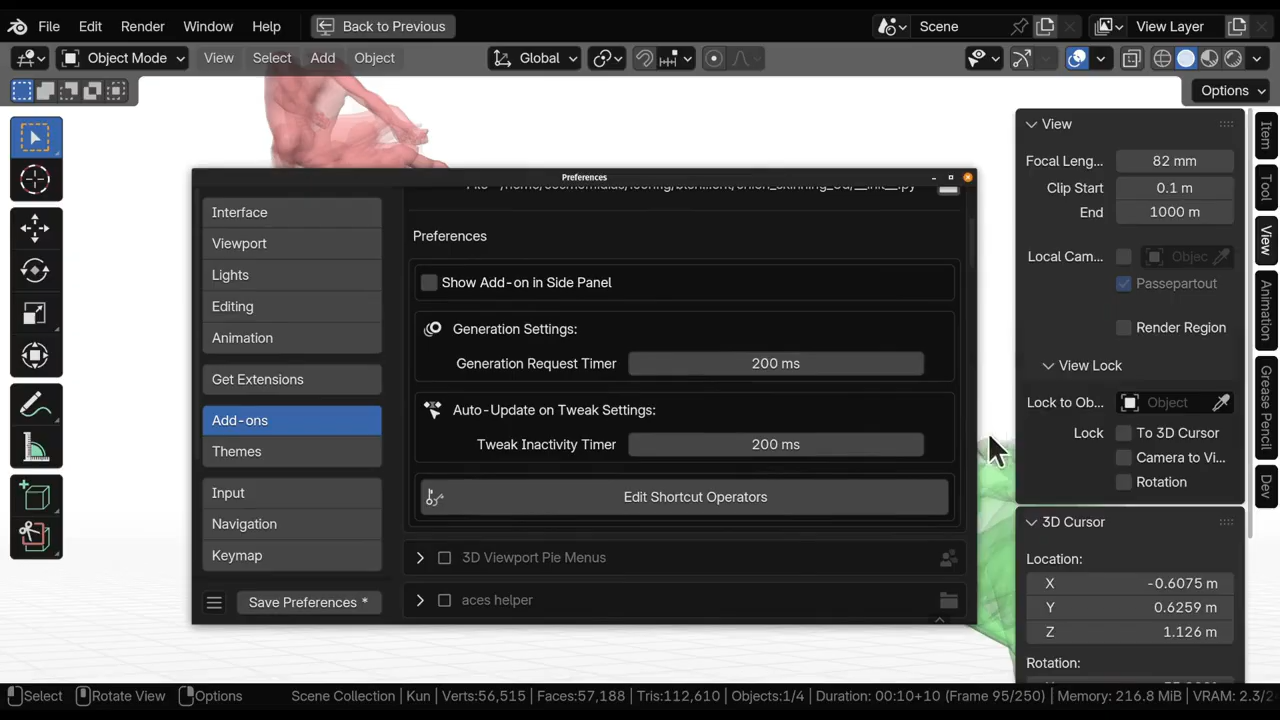 File Edit Render Window Help Back to Previous Scene View Layer
Object Mode View Select Add Object Global
Options
View
Focal Leng... 82 mm
Clip Start 0.1 m
End 1000 m
Local Cam... Objec
Passepartout
Render Region
View Lock
Lock to Ob... Object
Lock To 3D Cursor
Camera to Vi...
Rotation
3D Cursor
Location:
X -0.6075 m
Y 0.6259 m
Z 1.126 m
Rotation:
Item
Tool
View
Animation
Grease Pencil
Dev
Preferences
Interface
Viewport
Lights
Editing
Animation
Get Extensions
Add-ons
Themes
Input
Navigation
Keymap
Save Preferences *
Preferences
Show Add-on in Side Panel
Generation Settings:
Generation Request Timer 200 ms
Auto-Update on Tweak Settings:
Tweak Inactivity Timer 200 ms
Edit Shortcut Operators
3D Viewport Pie Menus
aces helper
Select Rotate View Options Scene Collection | Kun | Verts:56,515 | Faces:57,188 | Tris:112,610 | Objects:1/4 | Duration: 00:10+10 (Frame 95/250) | Memory: 216.8 MiB | VRAM: 2.3/2